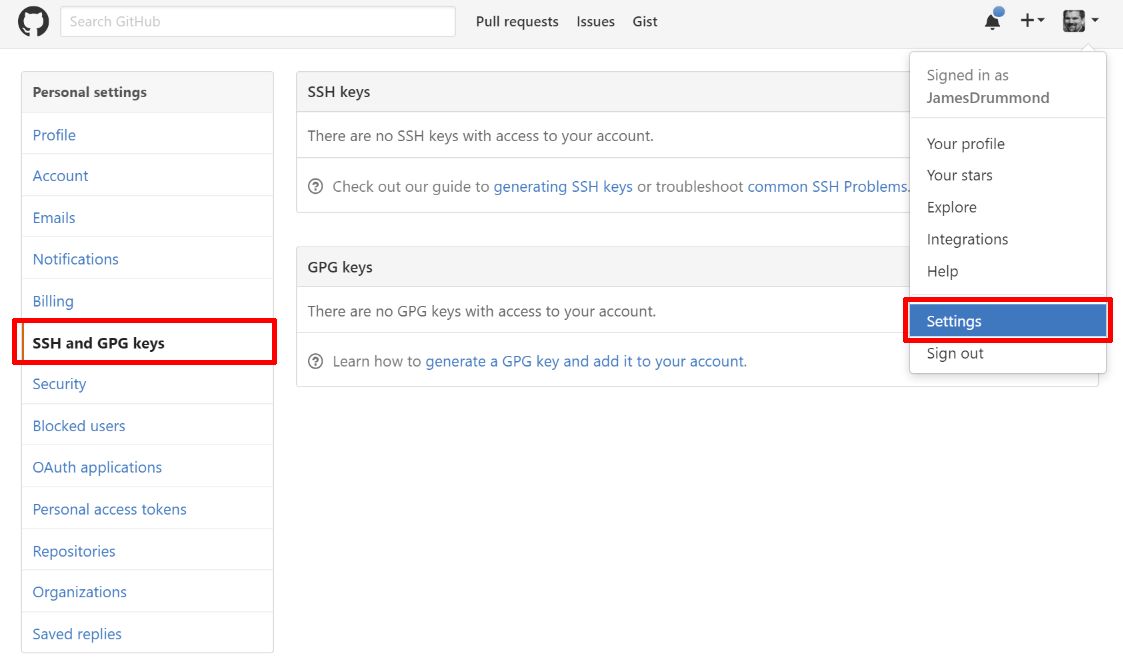 Search GitHub
Pull requests
Issues
Gist
Signed in as
JamesDrummond
Your profile
Your stars
Explore
Integrations
Help
Settings
Sign out
Personal settings
Profile
Account
Emails
Notifications
Billing
SSH and GPG keys
Security
Blocked users
OAuth applications
Personal access tokens
Repositories
Organizations
Saved replies
SSH keys
There are no SSH keys with access to your account.
Check out our guide to generating SSH keys or troubleshoot common SSH Problems.
GPG keys
There are no GPG keys with access to your account.
Learn how to generate a GPG key and add it to your account.